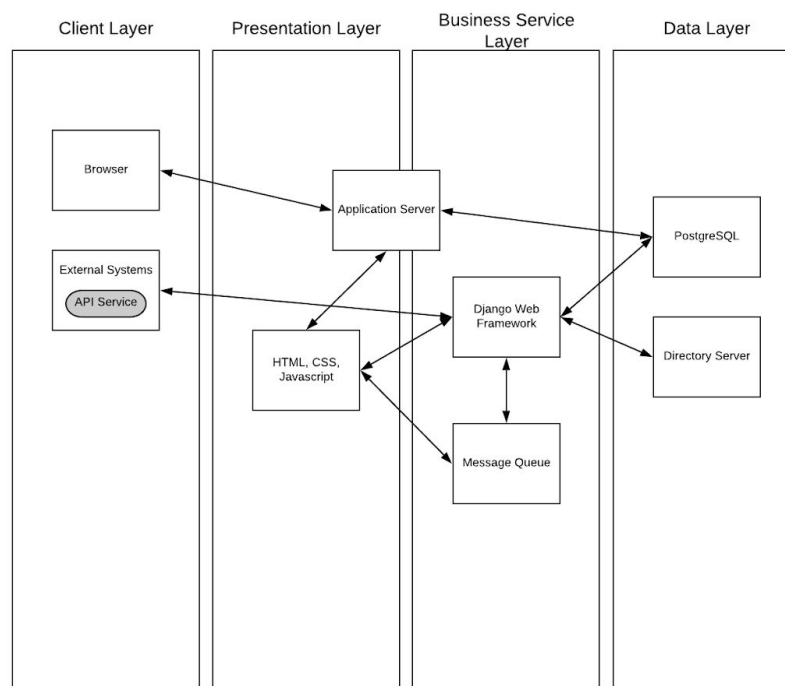 Client Layer
Presentation Layer
Business Service
Layer
Data Layer
Browser
Application Server
PostgreSQL
External Systems
API Service
Django Web
Framework
HTML, CSS,
Javascript
Directory Server
Message Queue